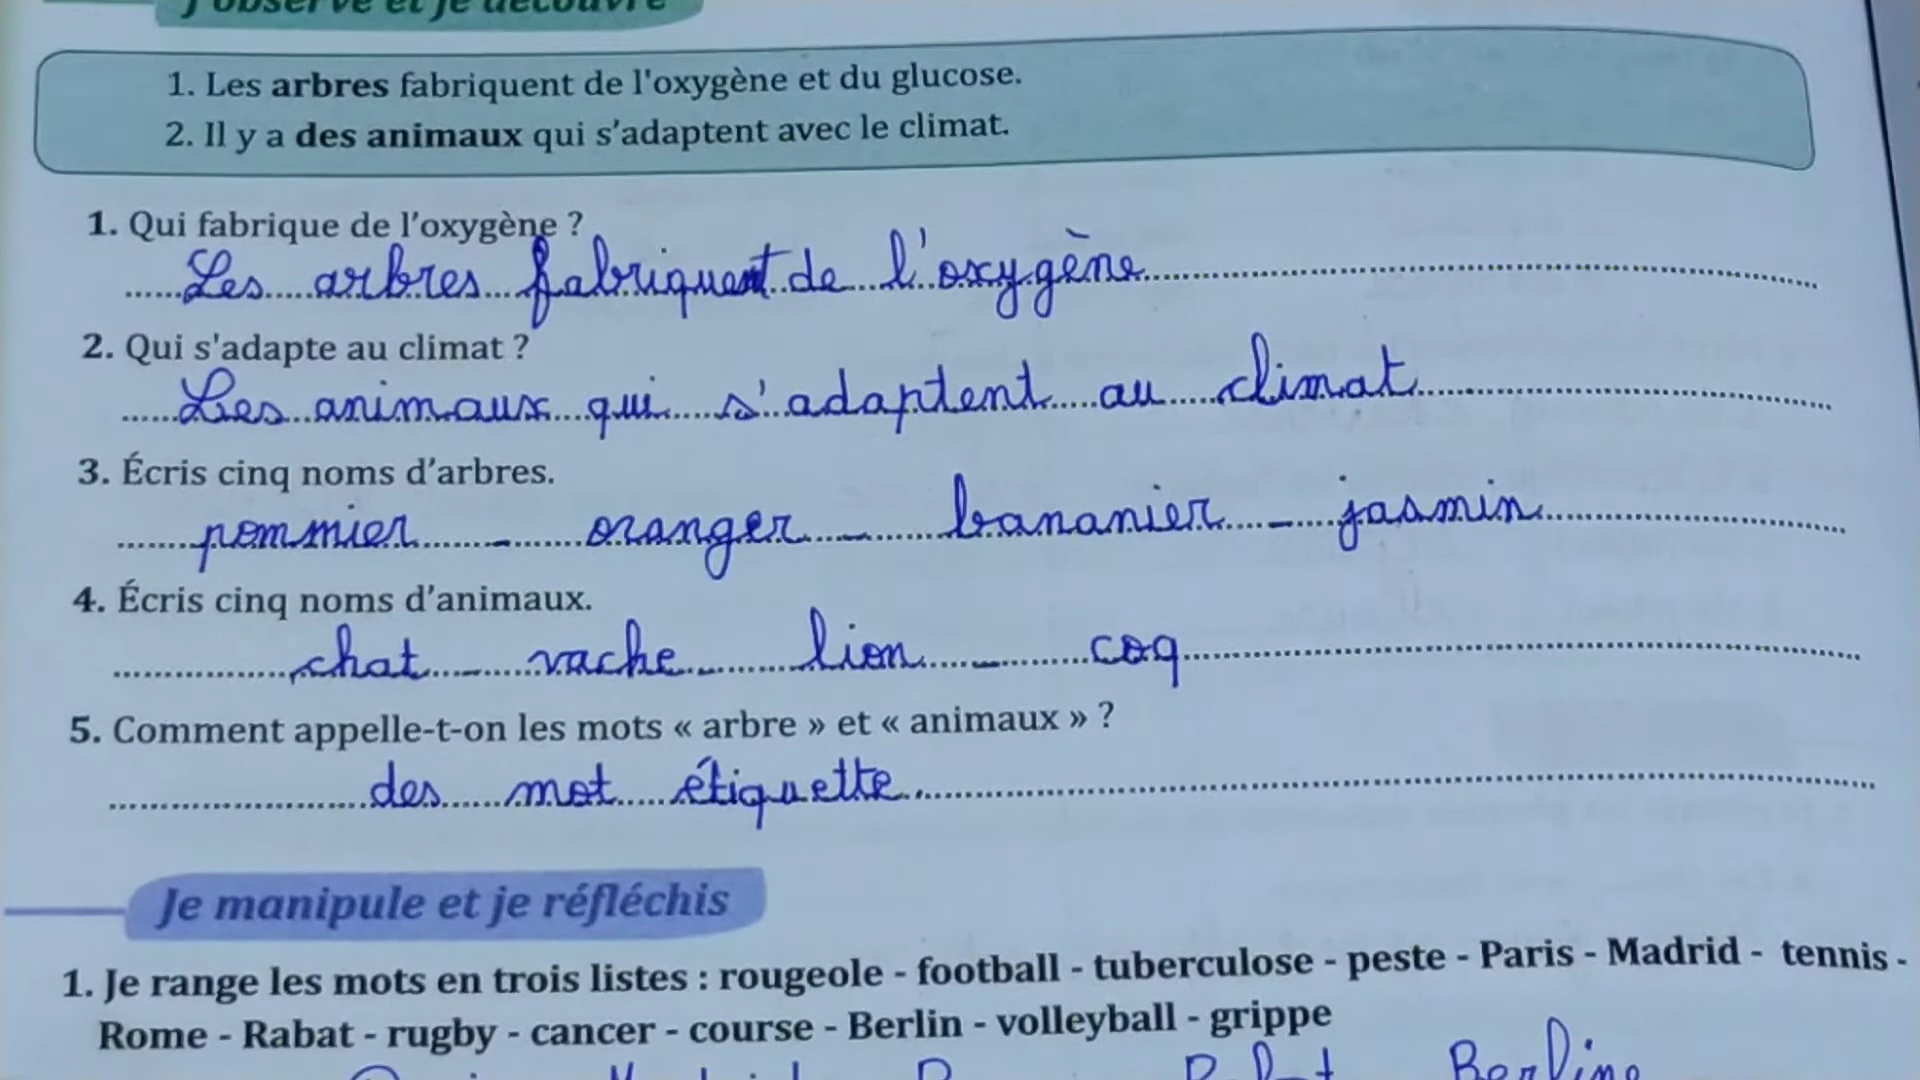 J'observe et je découvre
1. Les arbres fabriquent de l'oxygène et du glucose.
2. Il y a des animaux qui s'adaptent avec le climat.
1. Qui fabrique de l'oxygène ?
Les arbres fabriquent de l'oxygène
2. Qui s'adapte au climat ?
Les animaux qui s'adaptent au climat
3. Écris cinq noms d'arbres.
pommier - oranger - bananier - jasmin
4. Écris cinq noms d'animaux.
chat - vache lion - coq
5. Comment appelle-t-on les mots « arbre » et « animaux » ?
des mot étiquette
Je manipule et je réfléchis
1. Je range les mots en trois listes : rougeole - football - tuberculose - peste - Paris - Madrid - tennis -
Rome - Rabat - rugby - cancer - course - Berlin - volleyball - grippe